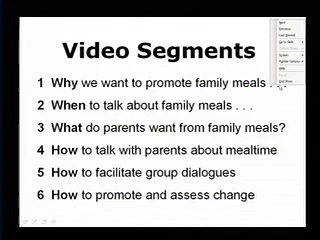 Video Segments
1 Why we want to promote family meals . .
2 When to talk about family meals . . .
3 What do parents want from family meals?
4 How to talk with parents about mealtime
5 How to facilitate group dialogues
6 How to promote and assess change